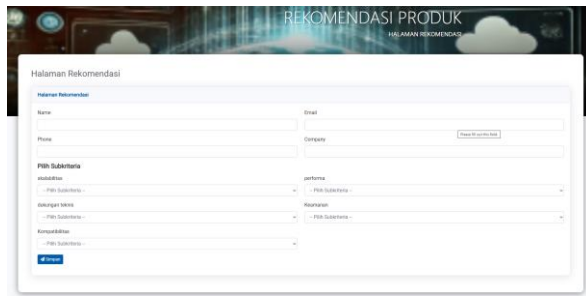 REKOMENDASI PRODUK
HALAMAN REKOMENDASI
Halaman Rekomendasi
Halaman Rekomendasi
Name
Email
Please fill out this field.
Phone
Company
Pilih Subkriteria
skalabilitas
performa
-- Pilih Subkriteria --
-- Pilih Subkriteria --
dukungan teknis
Keamanan
-- Pilih Subkriteria --
-- Pilih Subkriteria --
Kompatibilitas
-- Pilih Subkriteria --
Simpan